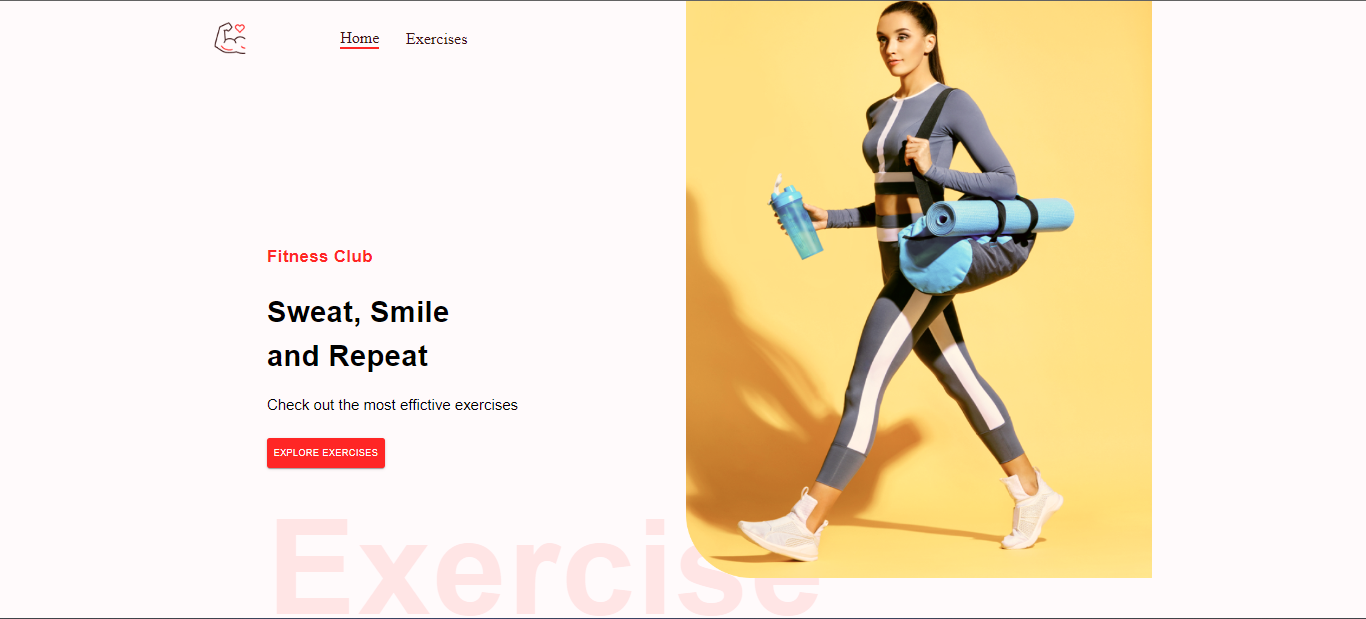 Home Exercises
Fitness Club
Sweat, Smile
and Repeat
Check out the most effictive exercises
EXPLORE EXERCISES
Exercise